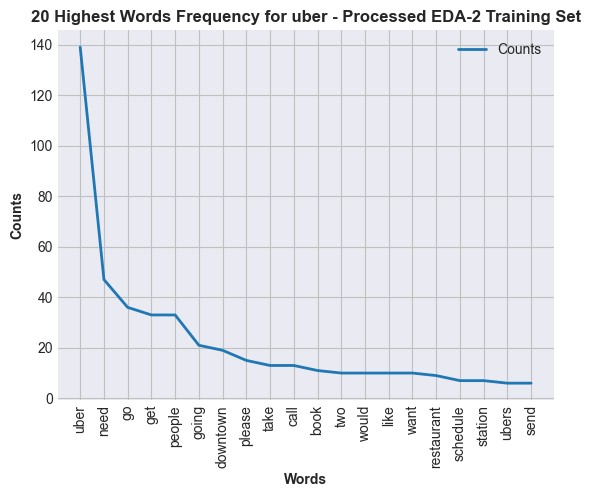 20 Highest Words Frequency for uber - Processed EDA-2 Training Set
Counts
140
120
100
80
60
40
20
0
Counts
uber
need
go
get
people
going
downtown
please
take
call
book
two
would
like
want
restaurant
schedule
station
ubers
send
Words